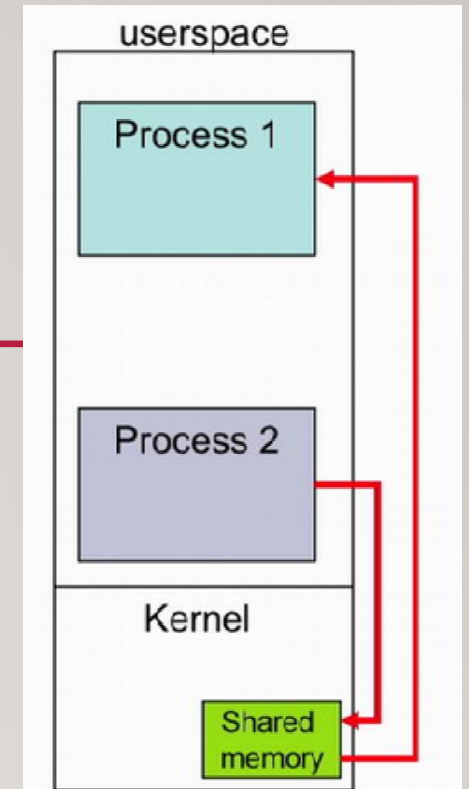 userspace
Process 1
Process 2
Kernel
Shared
memory